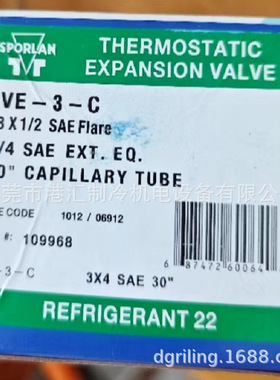 SPORLAN
THERMOSTATIC
EXPANSION VALVE
VE-3-C
3 X 1/2 SAE Flare
/4 SAE EXT. EQ.
0" CAPILLARY TUBE
莞市港汇制冷机电设备有限公司
E CODE 1012 / 06912
#: 109968
-3-C
3X4 SAE 30"
6 87472 60064
REFRIGERANT 22
dgriling.1688.com